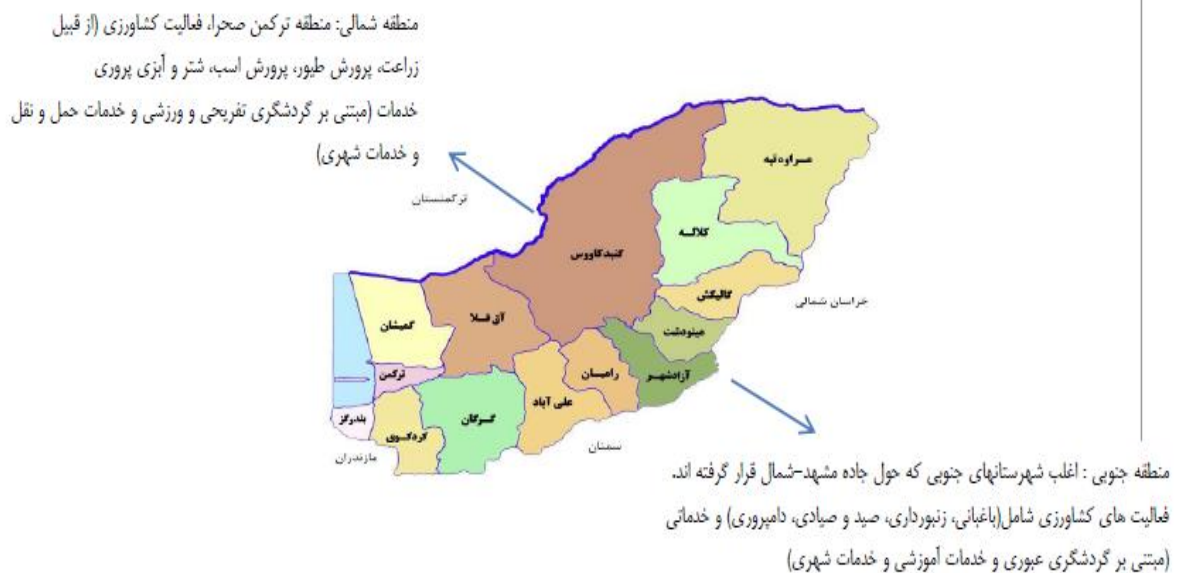 منطقه شمالی: منطقه ترکمن صحرا، فعالیت کشاورزی (از قبیل
زراعت، پرورش طیور، پرورش اسب، شتر و آبزی پروری
خدمات (مبتنی بر گردشگری تفریحی و ورزشی و خدمات حمل و نقل
و خدمات شهری)
مراوه تپه
ترکمنستان
کلاله
گنبدکاووس
گالیکش
خراسان شمالی
گمیشان
آق قلا
مینودشت
ترکمن
رامیان
آزادشهر
بندرگز
کردکوی
گرگان
علی آباد
مازندران
سمنان
منطقه جنوبی : اغلب شهرستانهای جنوبی که حول جاده مشهد-شمال قرار گرفته اند.
فعالیت های کشاورزی شامل(باغبانی، زنبورداری، صید و صیادی، دامپروری) و خدماتی
(مبتنی بر گردشگری عبوری و خدمات آموزشی و خدمات شهری)